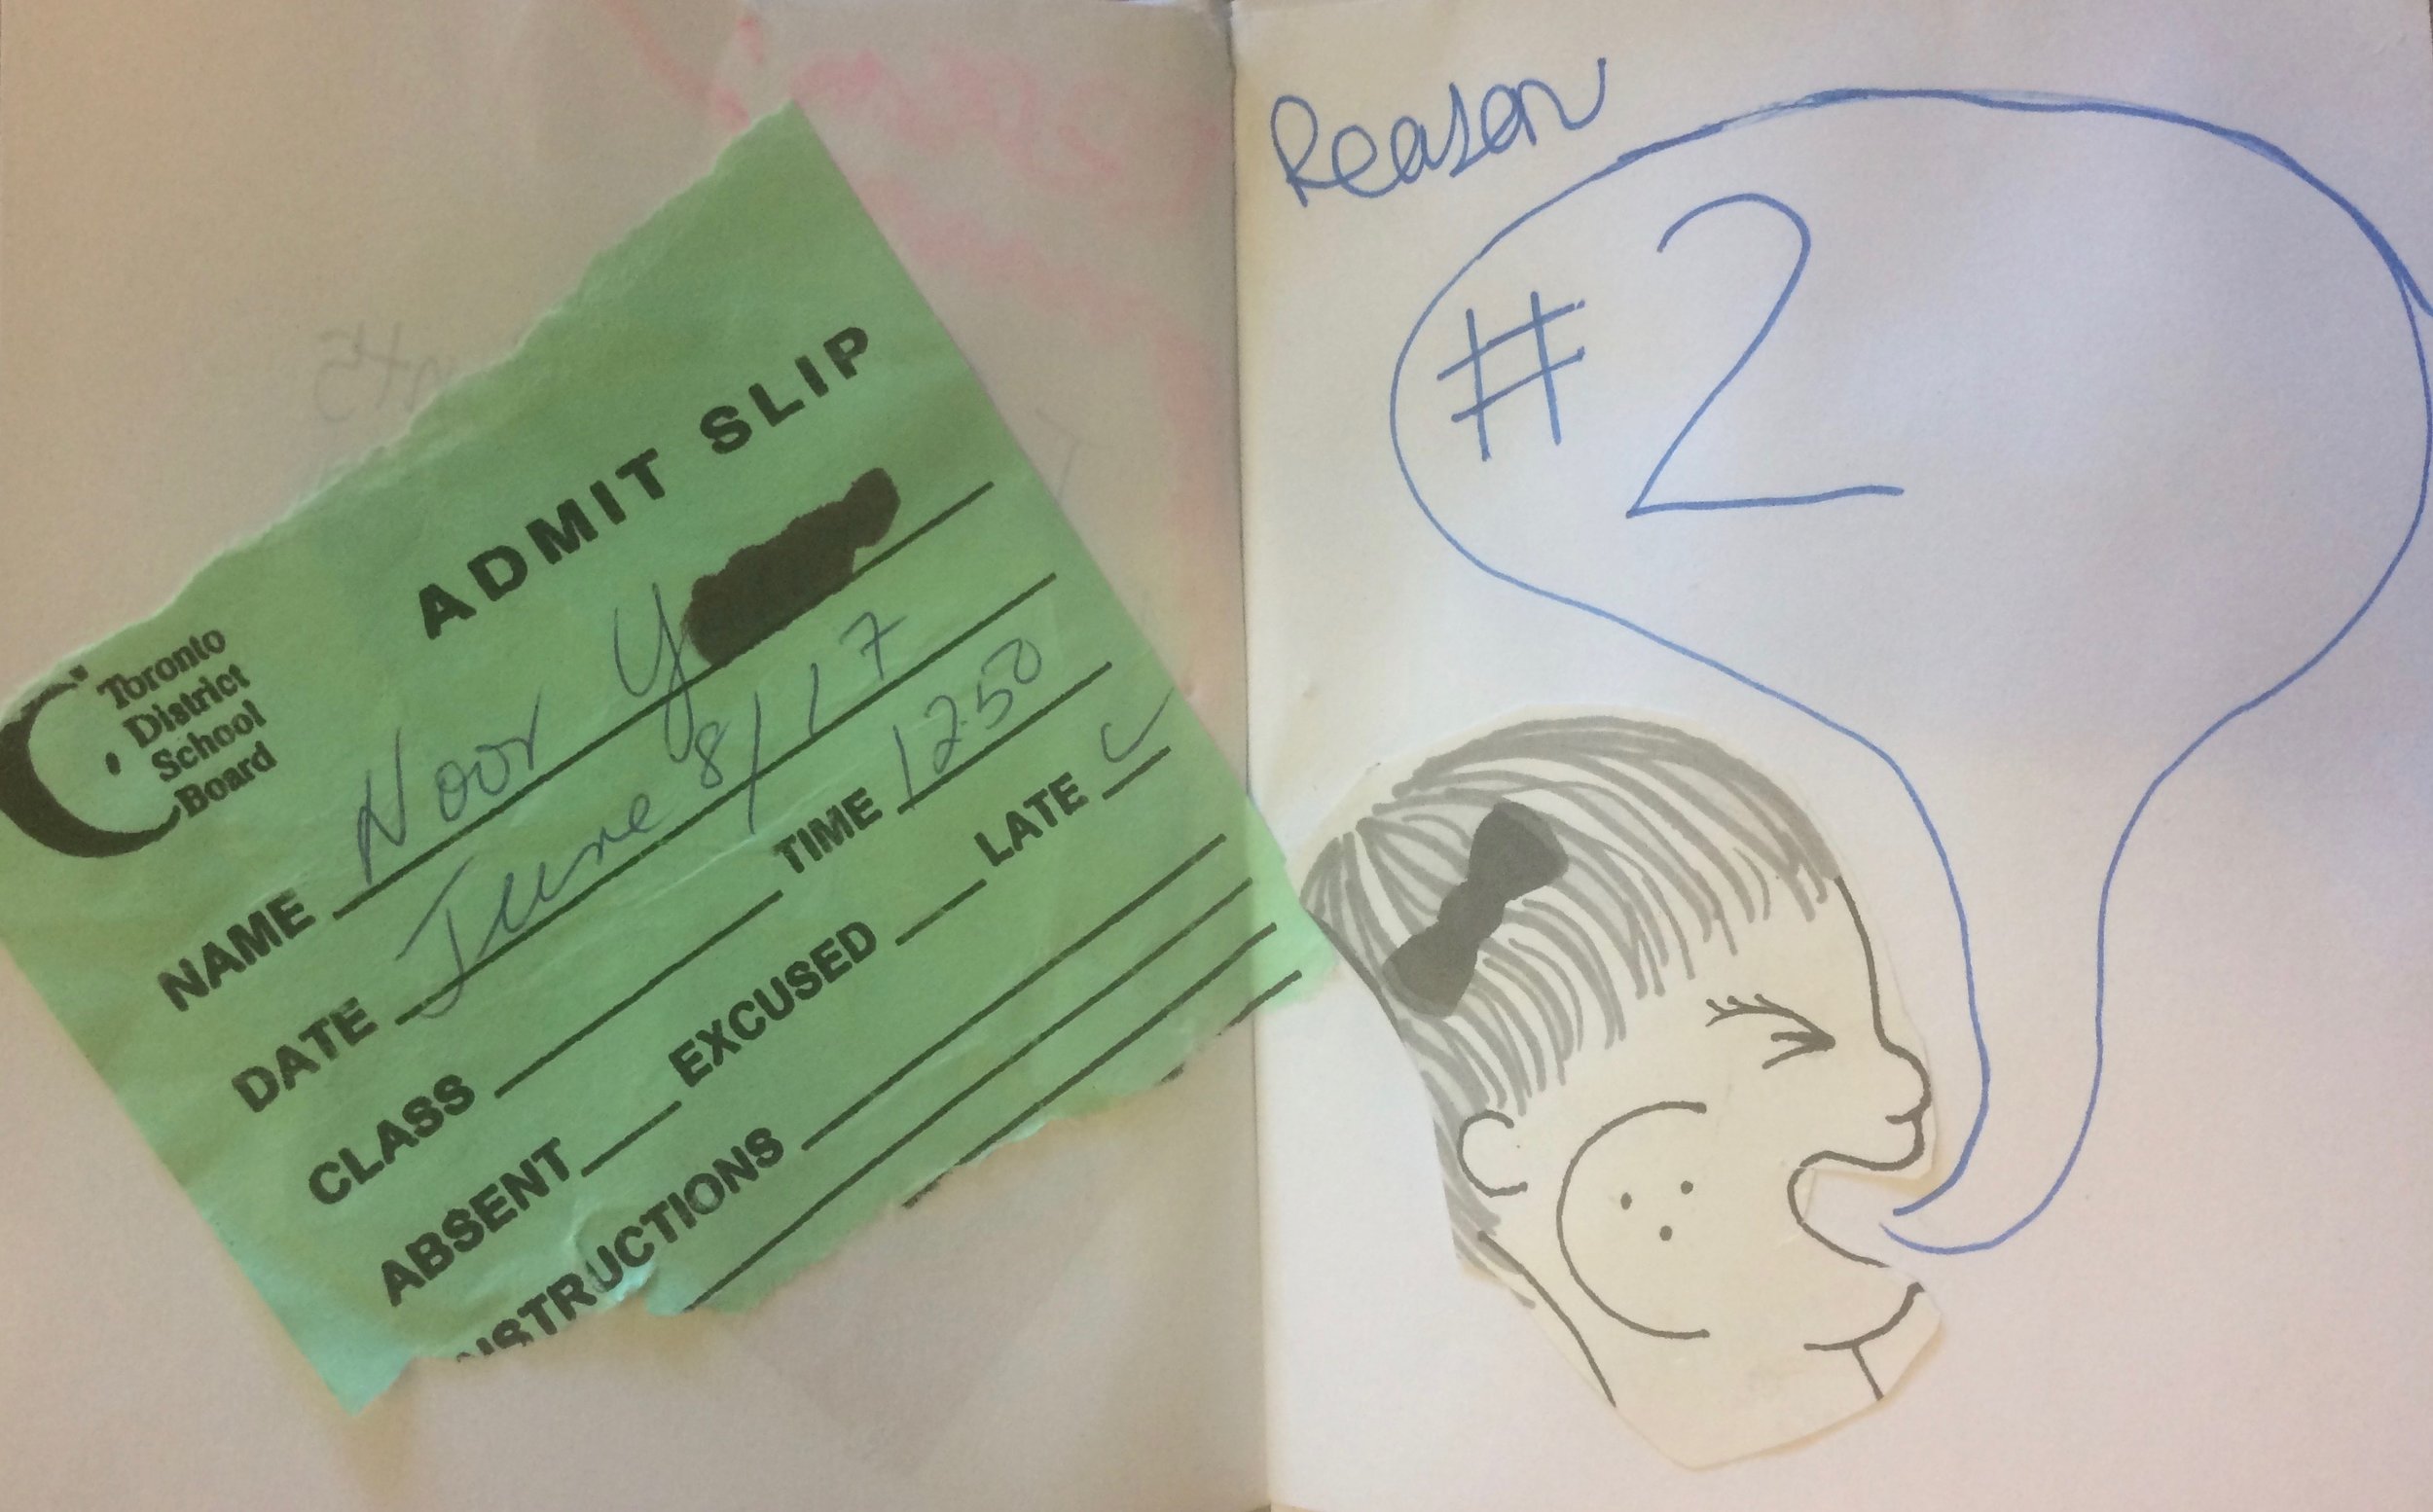 Toronto
District
School
Board
ADMIT SLIP
NAME Noor Y
DATE June 8/17
CLASS TIME 12:50
ABSENT EXCUSED LATE ✓
INSTRUCTIONS
Reason
#2